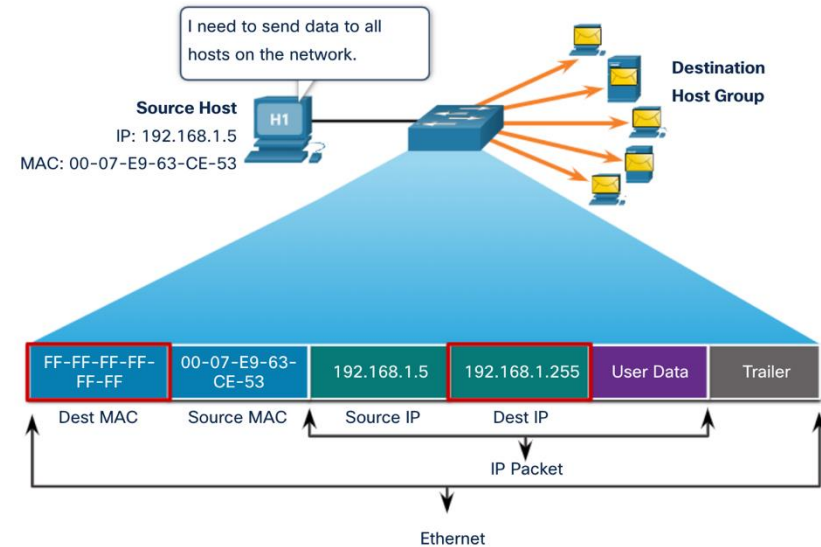 I need to send data to all
hosts on the network.
Destination
Host Group
Source Host
H1
IP: 192.168.1.5
MAC: 00-07-E9-63-CE-53
FF-FF-FF-FF-
FF-FF
00-07-E9-63-
CE-53
192.168.1.5
192.168.1.255
User Data
Trailer
Dest MAC
Source MAC
Source IP
Dest IP
IP Packet
Ethernet